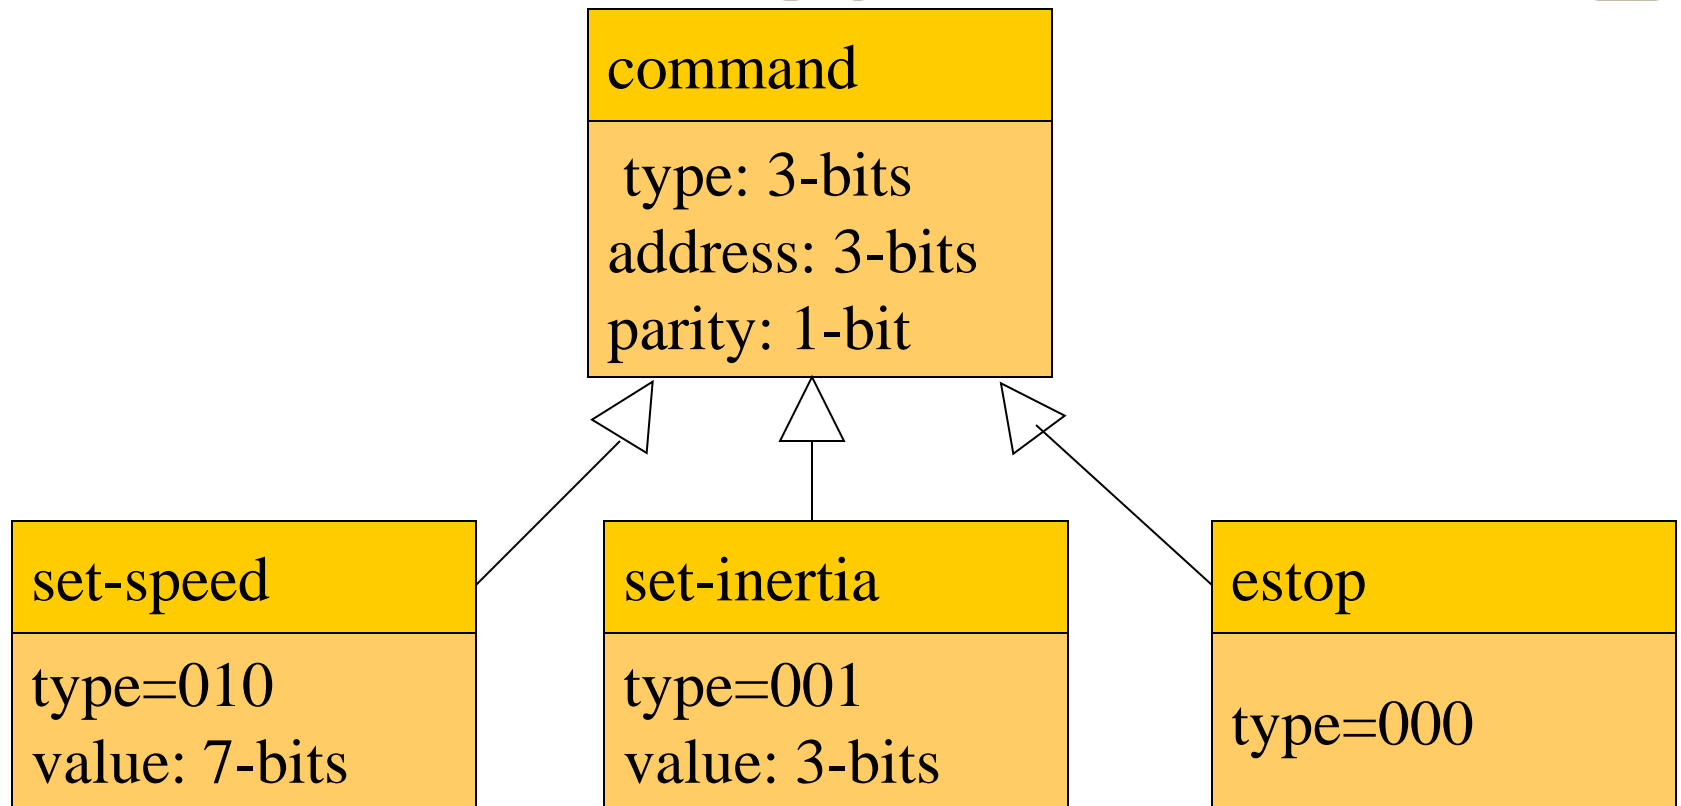 command
type: 3-bits
address: 3-bits
parity: 1-bit
set-speed
type=010
value: 7-bits
set-inertia
type=001
value: 3-bits
estop
type=000